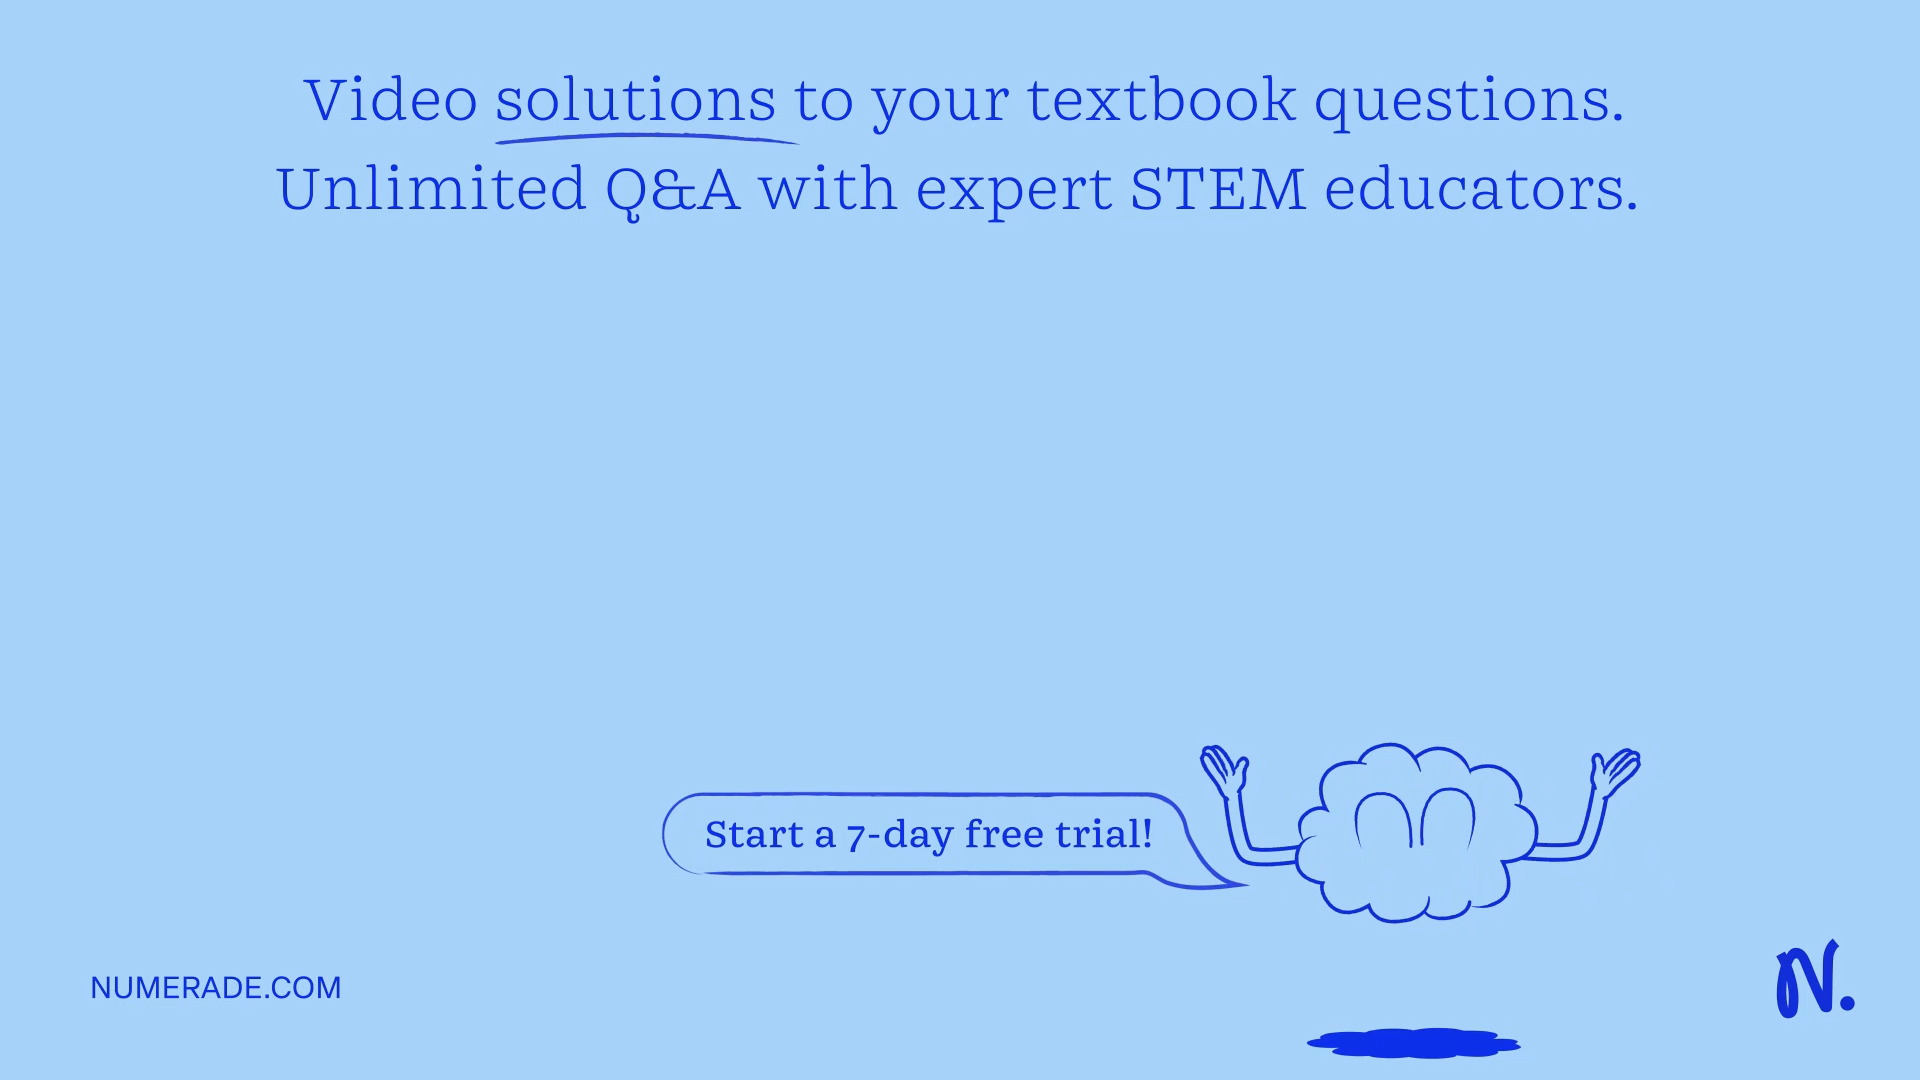 Video solutions to your textbook questions.
Unlimited Q&A with expert STEM educators.
Start a 7-day free trial!
NUMERADE.COM
N.